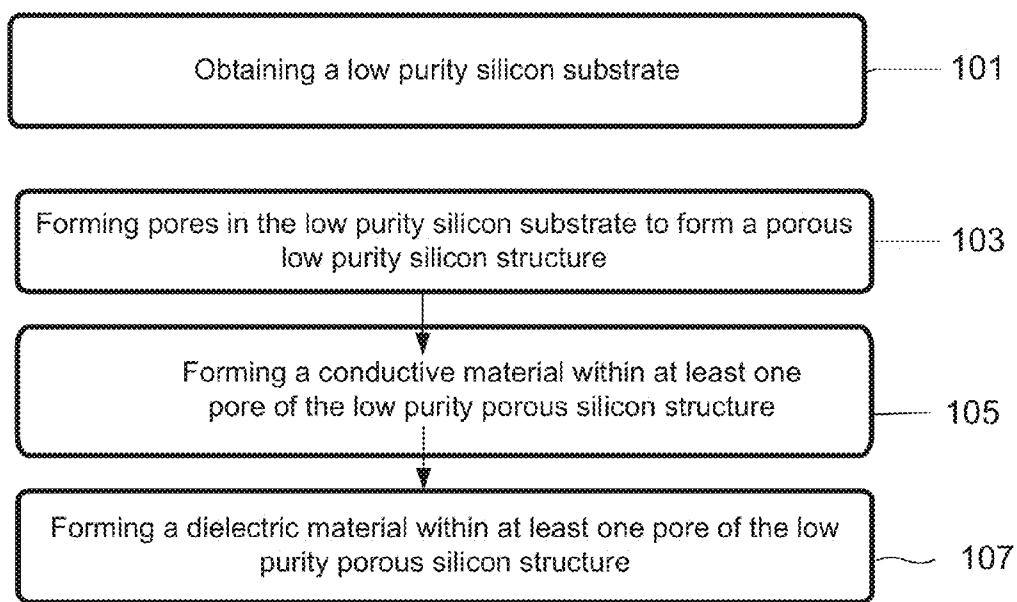 Obtaining a low purity silicon substrate
101
Forming pores in the low purity silicon substrate to form a porous
low purity silicon structure
103
Forming a conductive material within at least one
pore of the low purity porous silicon structure
105
Forming a dielectric material within at least one pore of the low
purity porous silicon structure
107